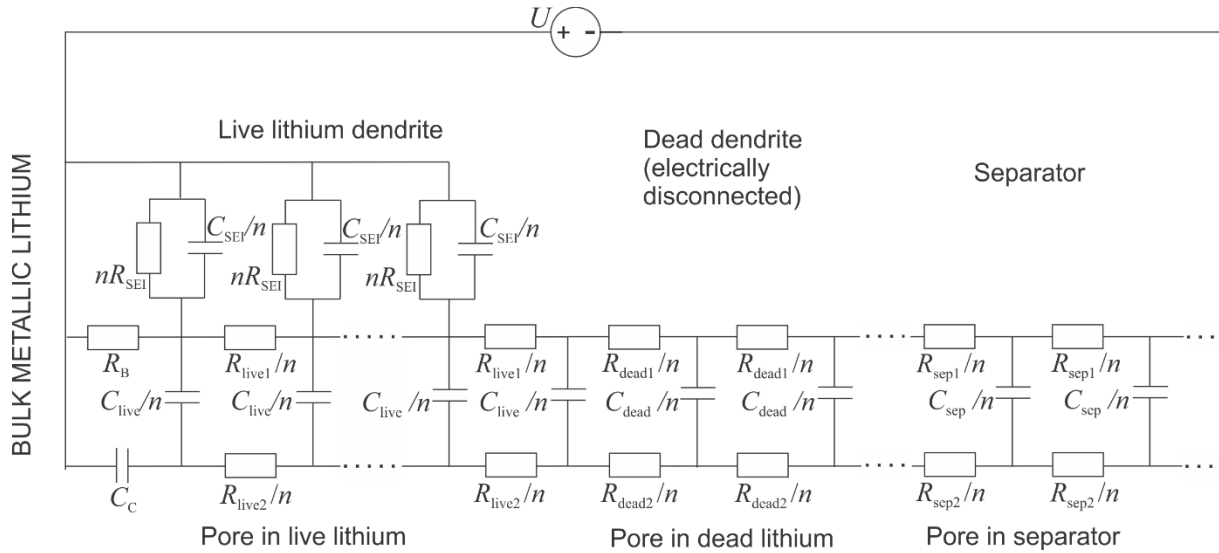 U
+ -
Live lithium dendrite
Dead dendrite
(electrically
disconnected)
Separator
BULK METALLIC LITHIUM
C_SEI/n
C_SEI/n
C_SEI/n
nR_SEI
nR_SEI
nR_SEI
R_B
R_live1/n
R_live1/n
R_dead1/n
R_dead1/n
R_sep1/n
R_sep1/n
C_live/n
C_live/n
C_live/n
C_live/n
C_dead/n
C_dead/n
C_sep/n
C_sep/n
C_C
R_live2/n
R_live2/n
R_dead2/n
R_dead2/n
R_sep2/n
R_sep2/n
Pore in live lithium
Pore in dead lithium
Pore in separator